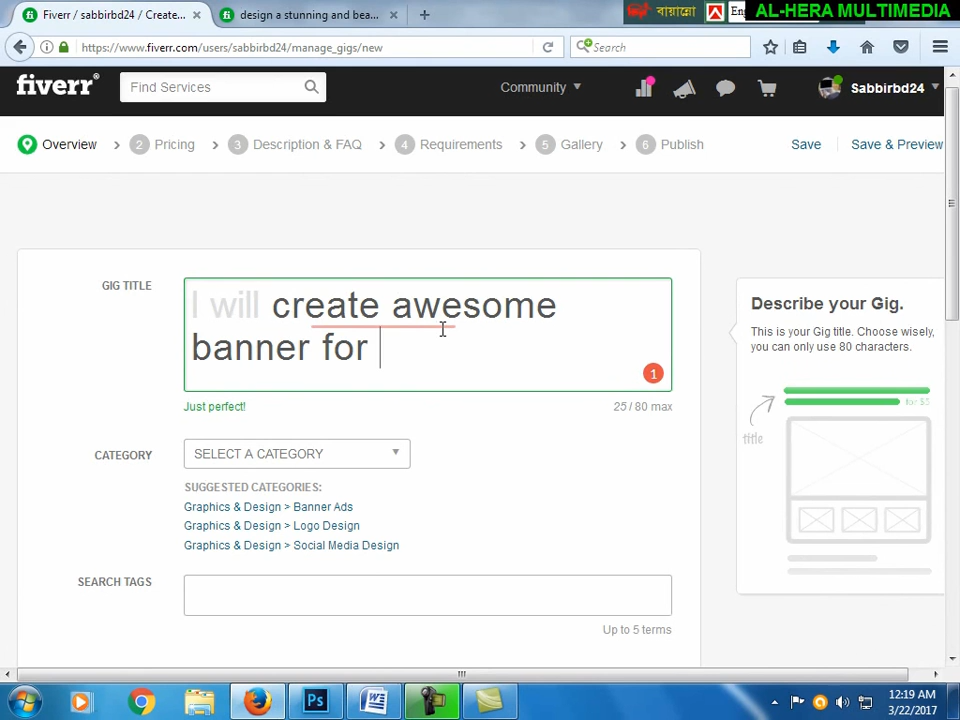 Fiverr / sabbirbd24 / Create...
design a stunning and bea...
বায়ান্নো
Eng
AL-HERA MULTIMEDIA
https://www.fiverr.com/users/sabbirbd24/manage_gigs/new
Search
fiverr®
Find Services
Community
Sabbirbd24
Overview
2 Pricing
3 Description & FAQ
4 Requirements
5 Gallery
6 Publish
Save
Save & Preview
GIG TITLE
I will create awesome
banner for
1
Just perfect!
25 / 80 max
Describe your Gig.
This is your Gig title. Choose wisely,
you can only use 80 characters.
for $5
title
CATEGORY
SELECT A CATEGORY
SUGGESTED CATEGORIES:
Graphics & Design > Banner Ads
Graphics & Design > Logo Design
Graphics & Design > Social Media Design
SEARCH TAGS
Up to 5 terms
Ps
12:19 AM
3/22/2017